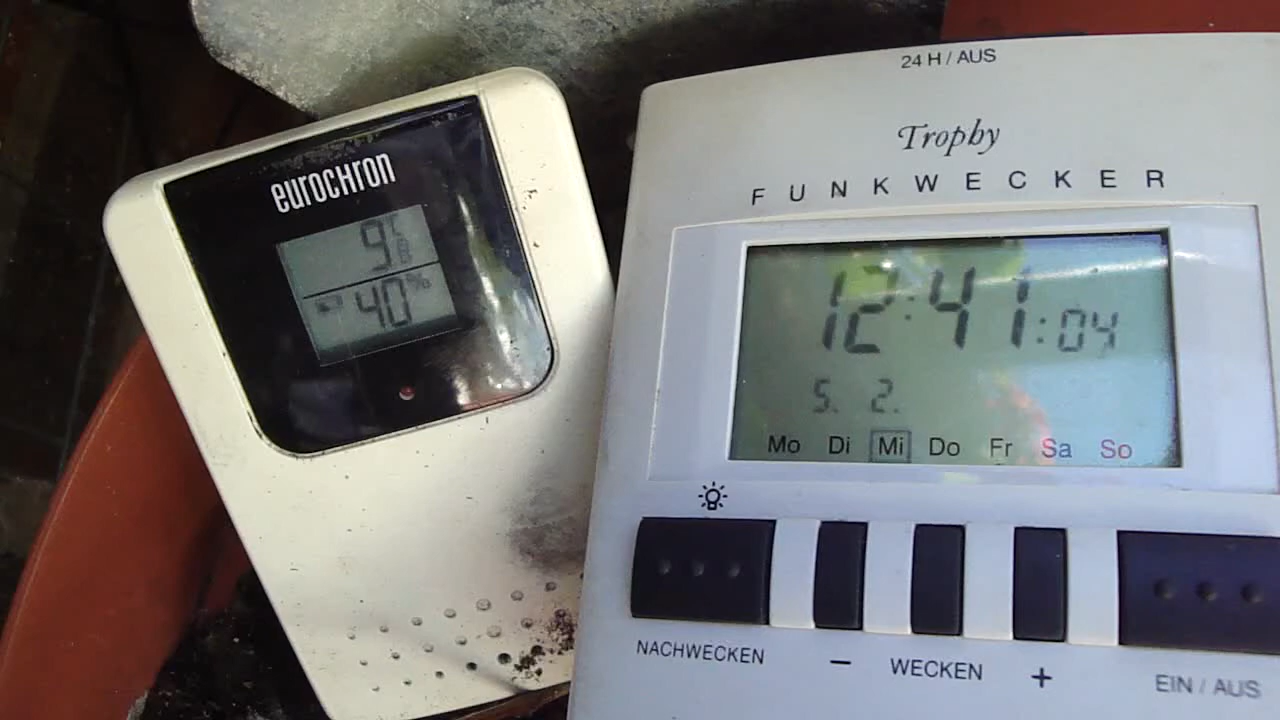 eurochron
9 °C
40 %
24 H / AUS
Trophy
FUNKWECKER
12:41:04
5. 2.
Mo Di Mi Do Fr Sa So
NACHWECKEN
− WECKEN +
EIN / AUS